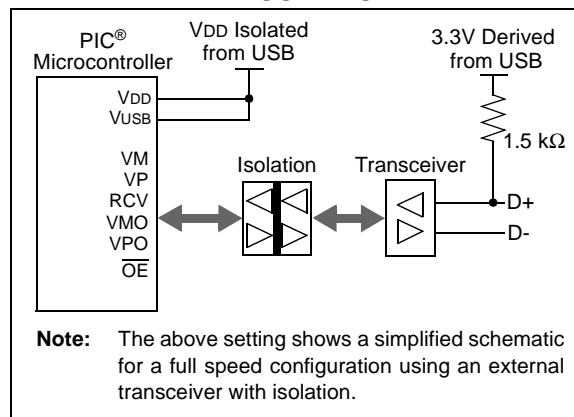 PIC®
Microcontroller
VDD Isolated
from USB
3.3V Derived
from USB
VDD
VUSB
1.5 kΩ
VM
VP
RCV
VMO
VPO
OE
Isolation
Transceiver
D+
D-
Note: The above setting shows a simplified schematic
for a full speed configuration using an external
transceiver with isolation.